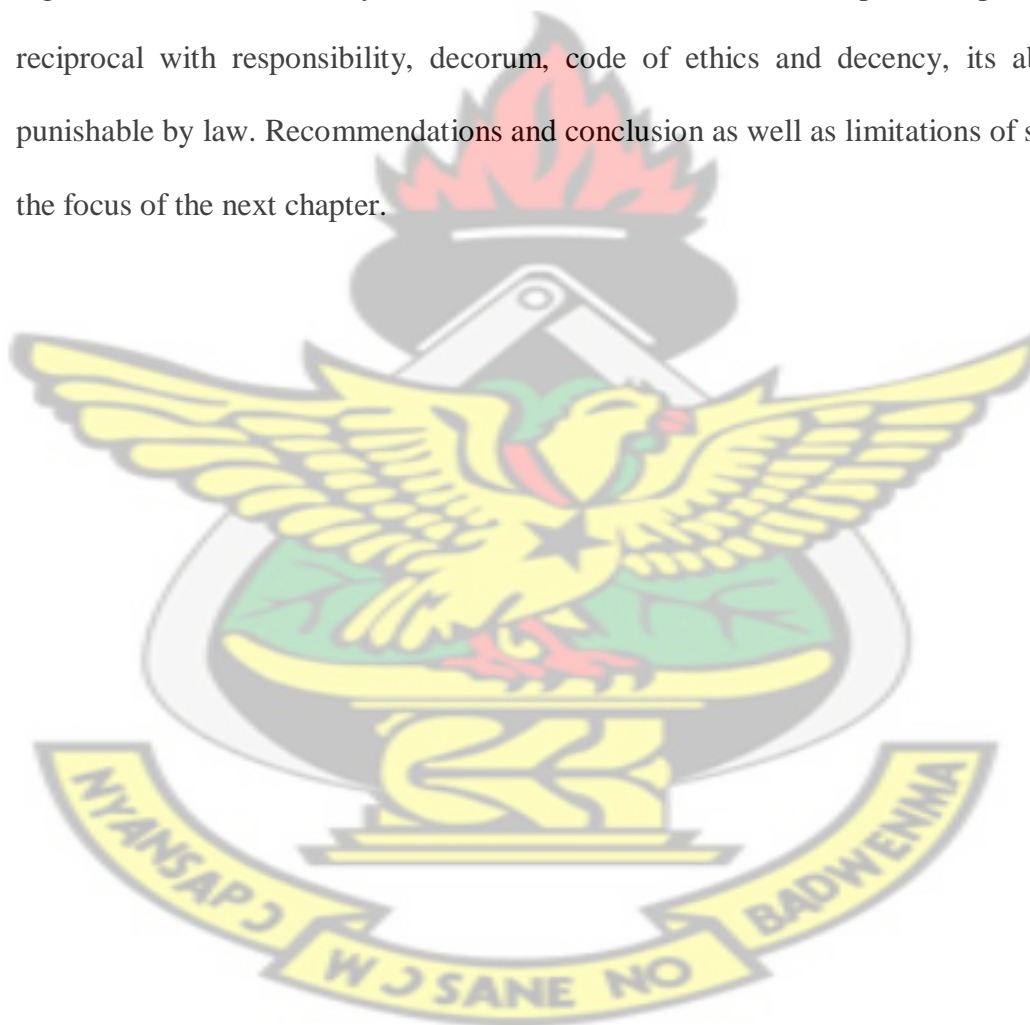 reciprocal with responsibility, decorum, code of ethics and decency, its
punishable by law. Recommendations and conclusion as well as limitations of
the focus of the next chapter.
NYANSAPƆ
WƆ SANE NO
BADWENMA